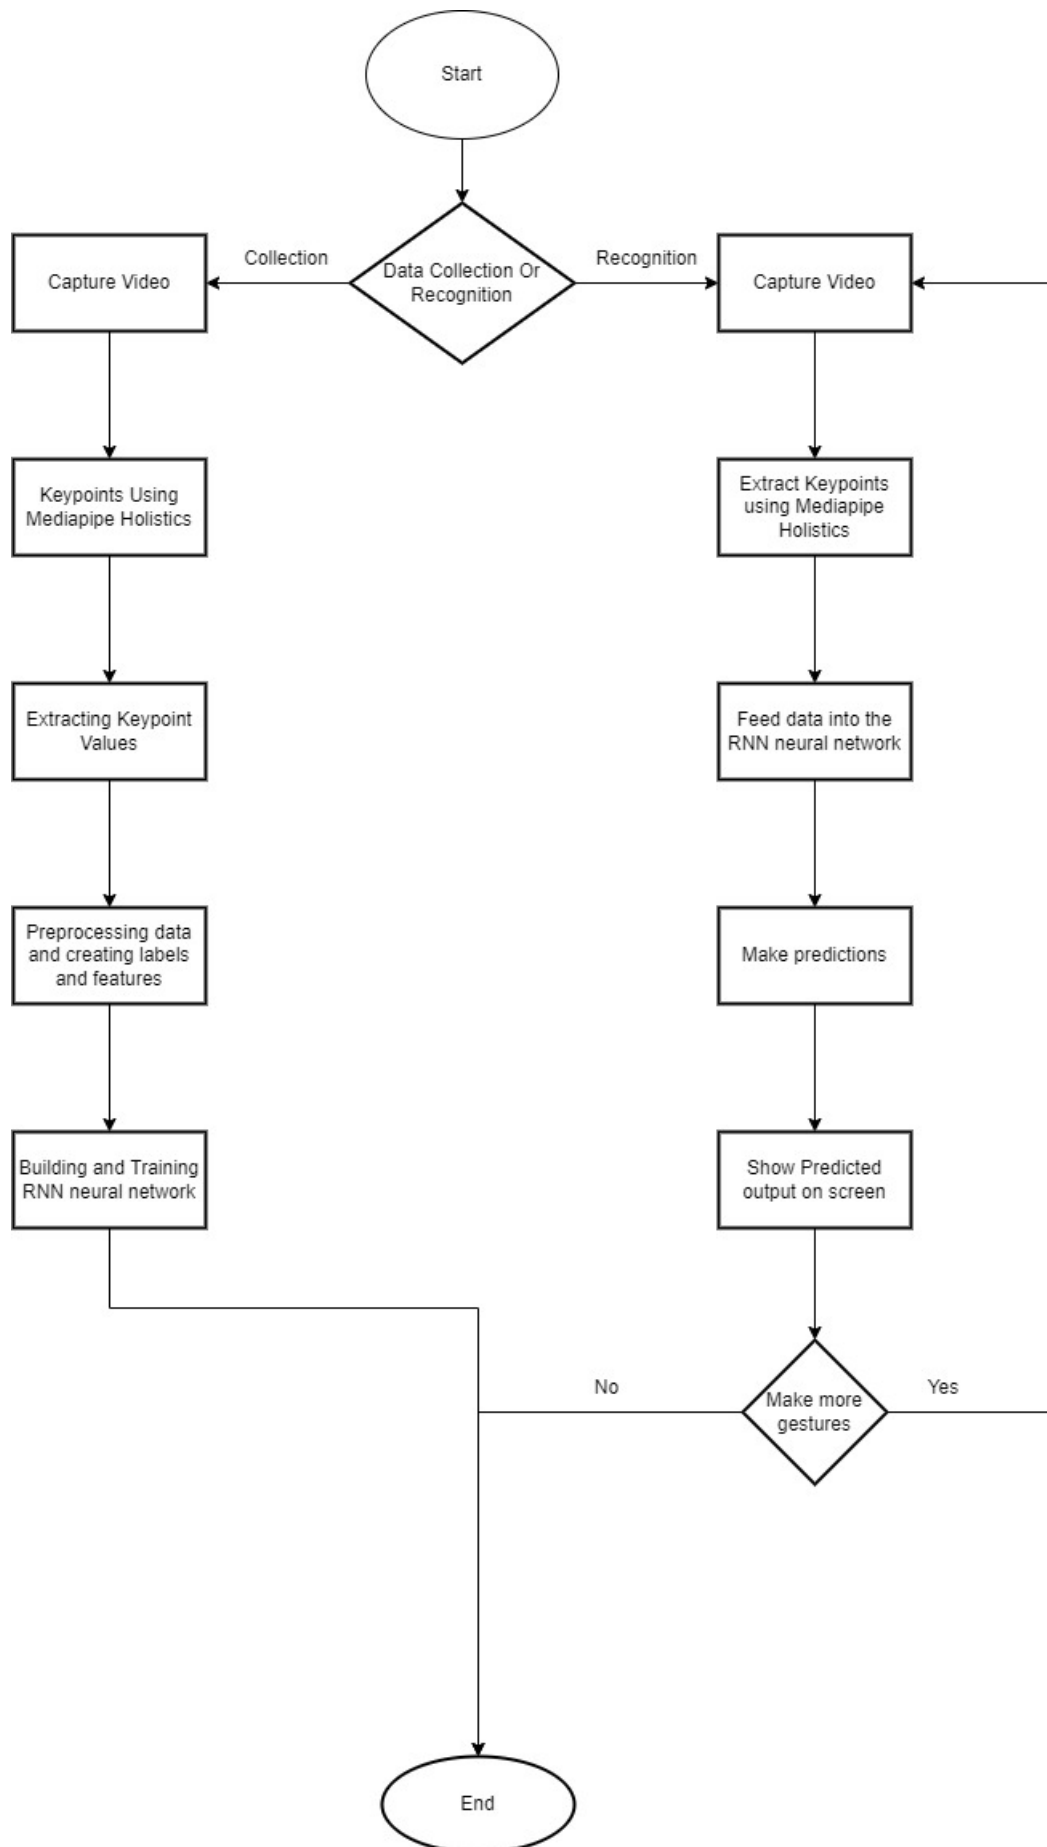 Start
Data Collection Or
Recognition
Collection
Recognition
Capture Video
Capture Video
Keypoints Using
Mediapipe Holistics
Extract Keypoints
using Mediapipe
Holistics
Extracting Keypoint
Values
Feed data into the
RNN neural network
Preprocessing data
and creating labels
and features
Make predictions
Building and Training
RNN neural network
Show Predicted
output on screen
Make more
gestures
No
Yes
End